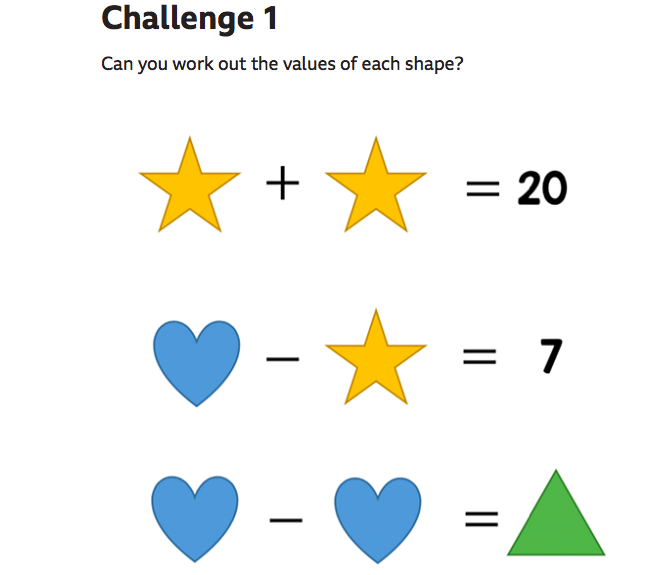 Challenge 1
Can you work out the values of each shape?
+ = 20
− = 7
− =